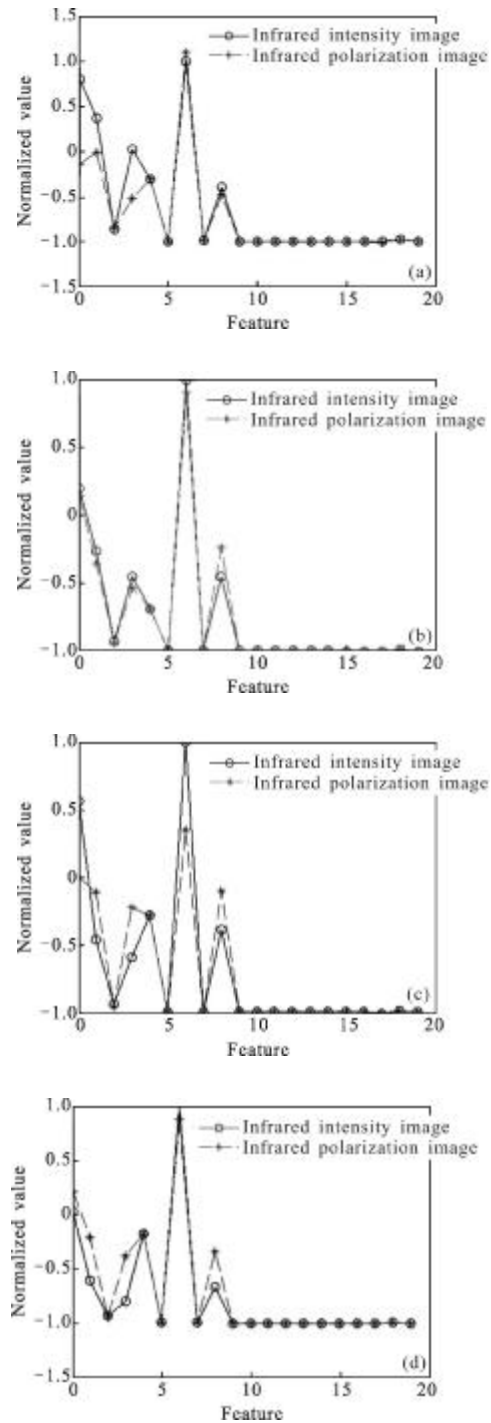 1.5
Infrared intensity image
Infrared polarization image
1.0
0.5
0
−0.5
−1.0
−1.5
Normalized value
(a)
0 5 10 15 20
Feature
1.0
Infrared intensity image
Infrared polarization image
0.5
0
−0.5
−1.0
Normalized value
(b)
0 5 10 15 20
Feature
1.0
Infrared intensity image
Infrared polarization image
0.5
0
−0.5
−1.0
Normalized value
(c)
0 5 10 15 20
Feature
1.0
Infrared intensity image
Infrared polarization image
0.5
0
−0.5
−1.0
−1.5
Normalized value
(d)
0 5 10 15 20
Feature